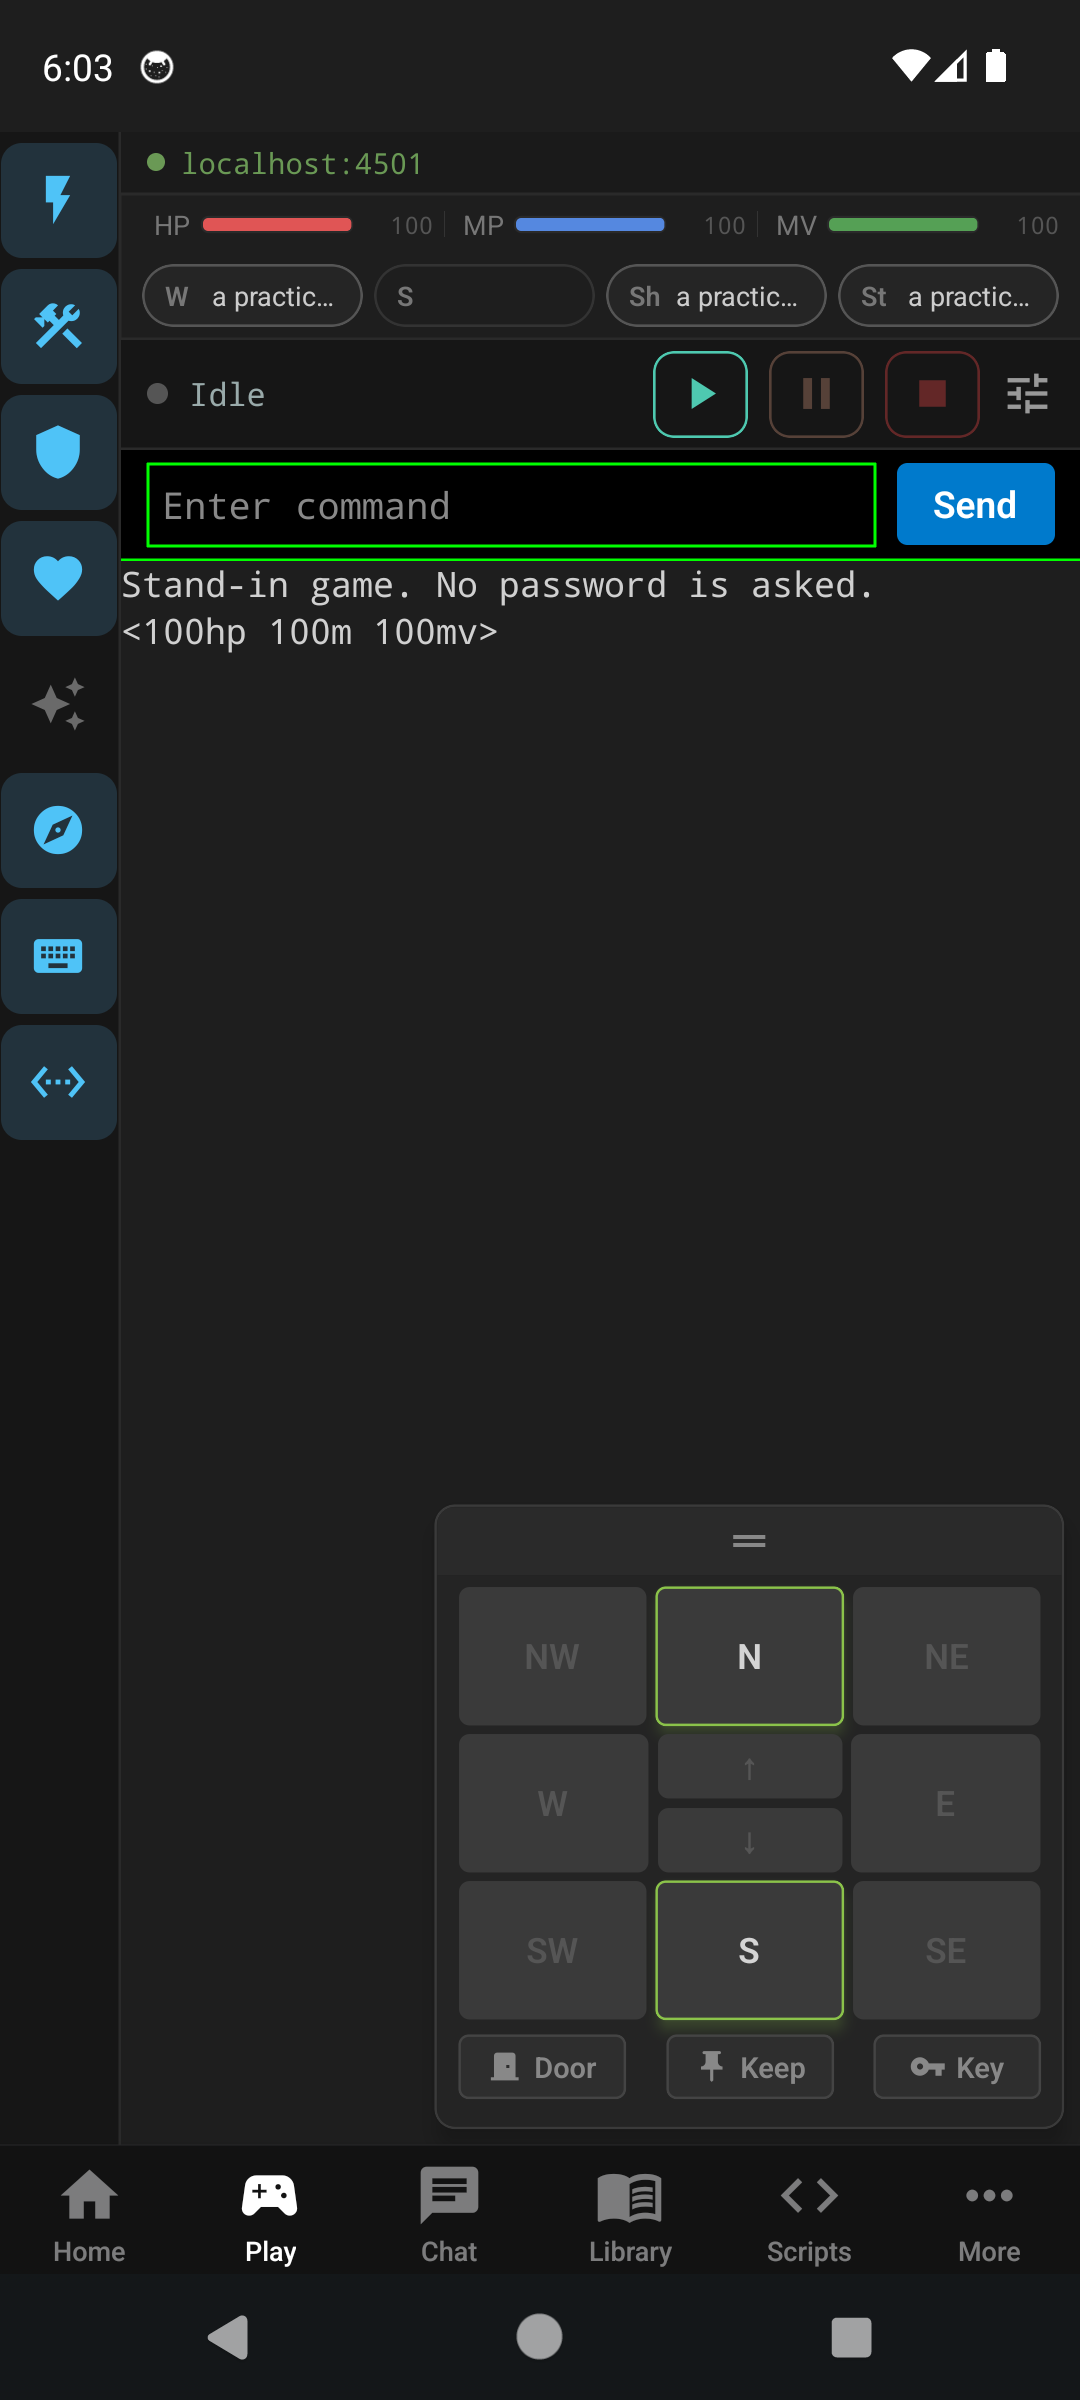 6:03
localhost:4501
HP 100 MP 100 MV 100
W a practic... S Sh a practic... St a practic...
Idle
Enter command Send
Stand-in game. No password is asked.
<100hp 100m 100mv>
NW N NE
↑
W E
↓
SW S SE
Door Keep Key
Home Play Chat Library Scripts More